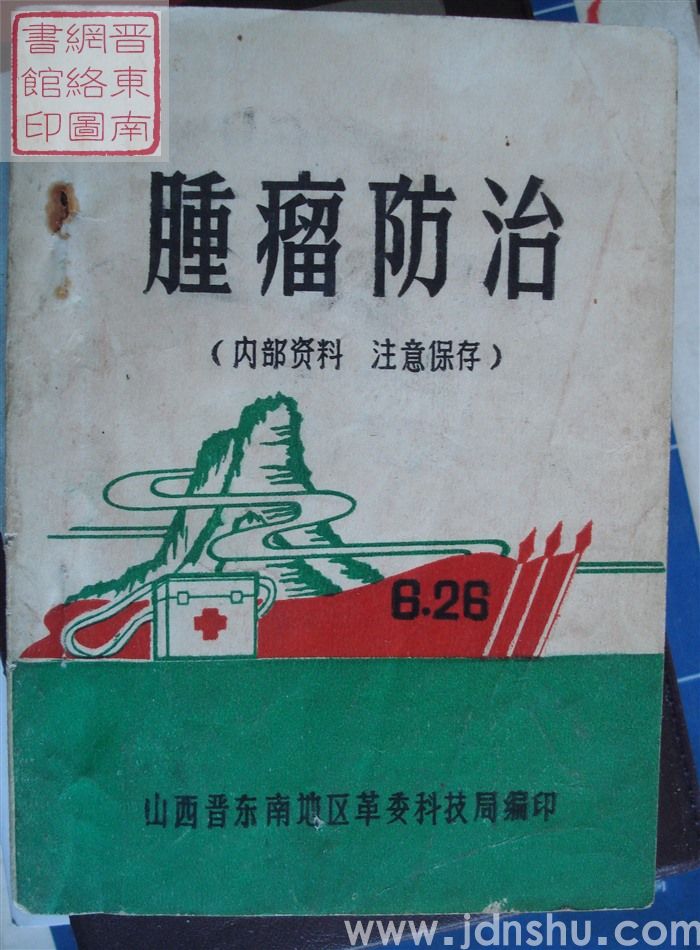 晋东南
網絡圖
書館印
腫瘤防治
（内部资料 注意保存）
6.26
山西晋东南地区革委科技局编印
www.jdnshu.com